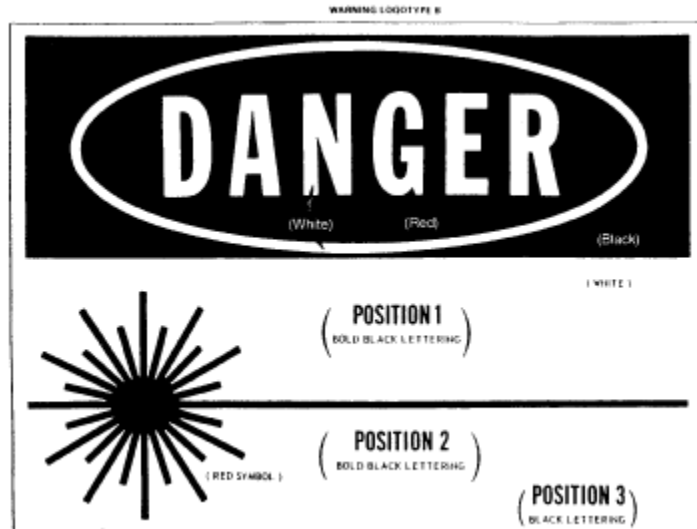 WARNING LOGOTYPE B
DANGER
(White)
(Red)
(Black)
(WHITE)
POSITION 1
BOLD BLACK LETTERING
(RED SYMBOL)
POSITION 2
BOLD BLACK LETTERING
POSITION 3
BLACK LETTERING